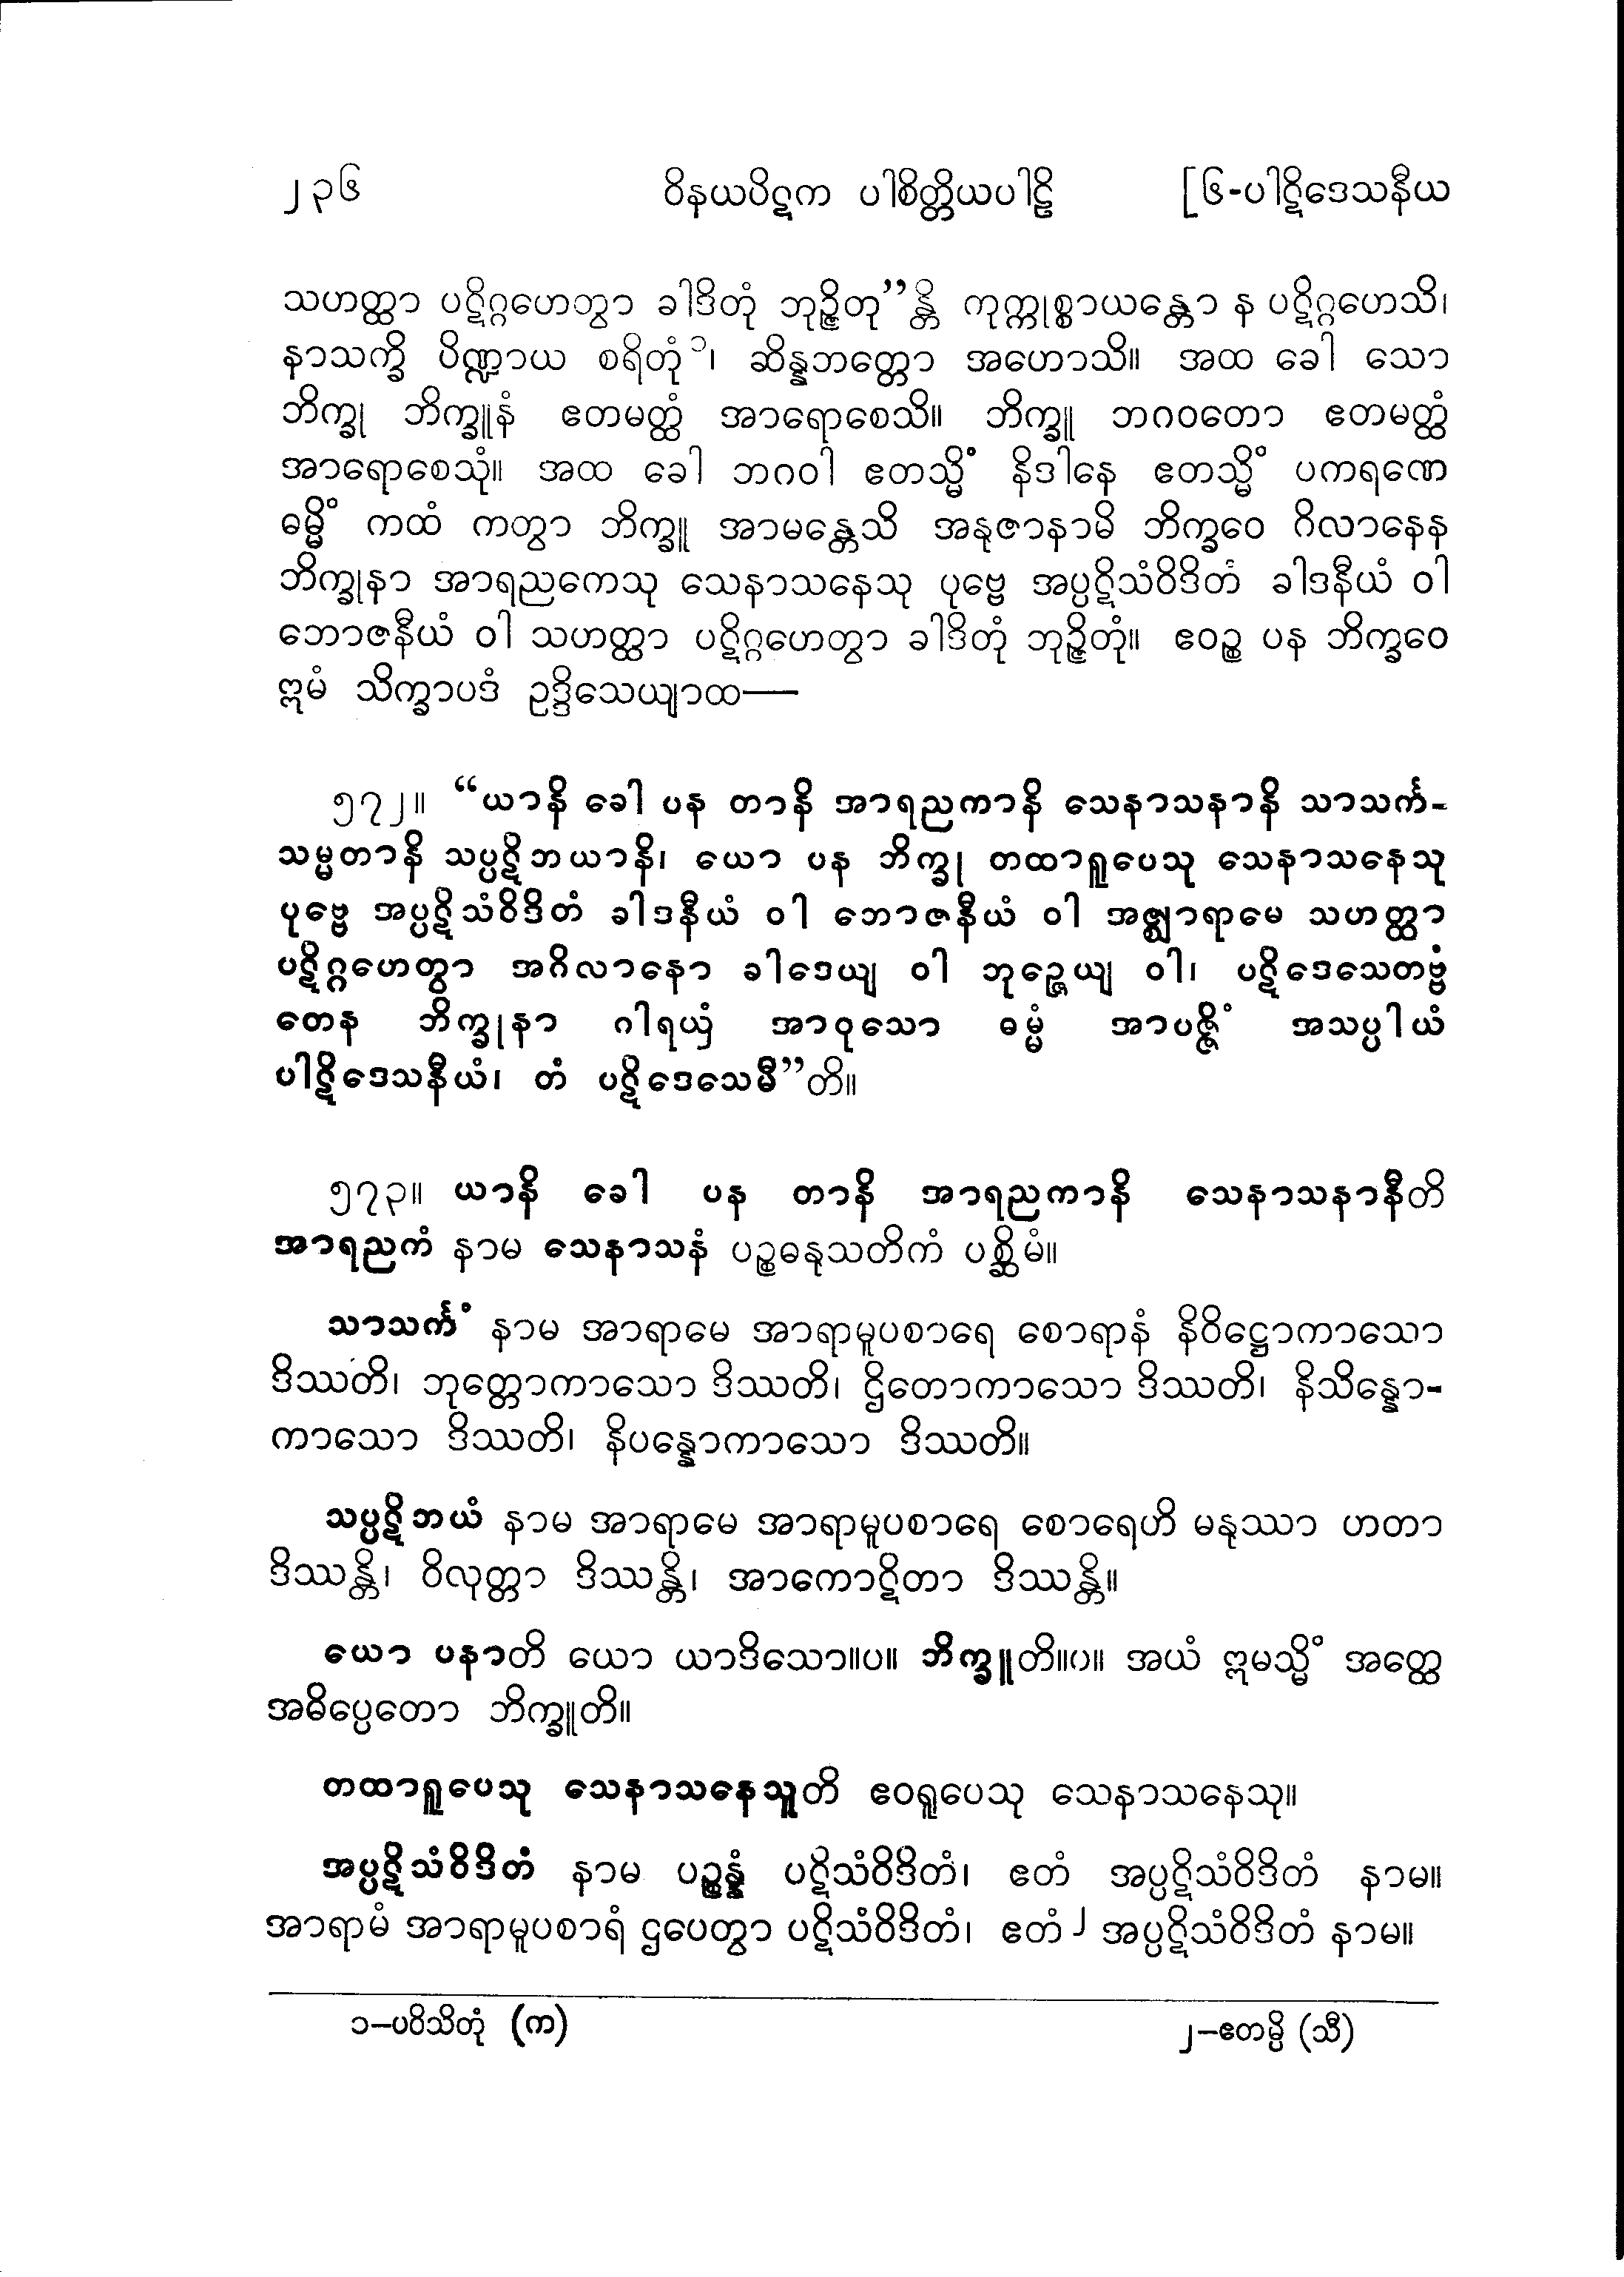 ၂၃၆ ဝိနယပိဋက ပါစိတ္တိယပါဠိ [၆-ပါဋိဒေသနီယ
သဟတ္ထာ ပဋိဂ္ဂဟေတွာ ခါဒိတုံ ဘုဉ္ဇိတု”န္တိ ကုက္ကုစ္စာယန္တော န ပဋိဂ္ဂဟေသိ၊
နာသက္ခိ ပိဏ္ဍာယ စရိတုံ ၁၊ ဆိန္နဘတ္တော အဟောသိ။ အထ ခေါ သော
ဘိက္ခု ဘိက္ခူနံ ဧတမတ္ထံ အာရောစေသိ။ ဘိက္ခူ ဘဂဝတော ဧတမတ္ထံ
အာရောစေသုံ။ အထ ခေါ ဘဂဝါ ဧတသ္မိံ နိဒါနေ ဧတသ္မိံ ပကရဏေ
ဓမ္မိံ ကထံ ကတွာ ဘိက္ခူ အာမန္တေသိ အနုဇာနာမိ ဘိက္ခဝေ ဂိလာနေန
ဘိက္ခုနာ အာရညကေသု သေနာသနေသု ပုဗ္ဗေ အပ္ပဋိသံဝိဒိတံ ခါဒနီယံ ဝါ
ဘောဇနီယံ ဝါ သဟတ္ထာ ပဋိဂ္ဂဟေတွာ ခါဒိတုံ ဘုဉ္ဇိတုံ။ ဧဝဉ္စ ပန ဘိက္ခဝေ
ဣမံ သိက္ခာပဒံ ဥဒ္ဒိသေယျာထ—
၅၇၂။ “ယာနိ ခေါ ပန တာနိ အာရညကာနိ သေနာသနာနိ သာသင်္က-
သမ္မတာနိ သပ္ပဋိဘယာနိ၊ ယော ပန ဘိက္ခု တထာရူပေသု သေနာသနေသု
ပုဗ္ဗေ အပ္ပဋိသံဝိဒိတံ ခါဒနီယံ ဝါ ဘောဇနီယံ ဝါ အဇ္ဈာရာမေ သဟတ္ထာ
ပဋိဂ္ဂဟေတွာ အဂိလာနော ခါဒေယျ ဝါ ဘုဉ္ဇေယျ ဝါ၊ ပဋိဒေသေတဗ္ဗံ
တေန ဘိက္ခုနာ ဂါရယှံ အာဝုသော ဓမ္မံ အာပဇ္ဇိံ အသပ္ပါယံ
ပါဋိဒေသနီယံ၊ တံ ပဋိဒေသေမီ”တိ။
၅၇၃။ ယာနိ ခေါ ပန တာနိ အာရညကာနိ သေနာသနာနီတိ
အာရညကံ နာမ သေနာသနံ ပဉ္စဓနုသတိကံ ပစ္ဆိမံ။
သာသင်္ကံ နာမ အာရာမေ အာရာမူပစာရေ စောရာနံ နိဝိဋ္ဌောကာသော
ဒိဿတိ၊ ဘုတ္တောကာသော ဒိဿတိ၊ ဌိတောကာသော ဒိဿတိ၊ နိသိန္နော-
ကာသော ဒိဿတိ၊ နိပန္နောကာသော ဒိဿတိ။
သပ္ပဋိဘယံ နာမ အာရာမေ အာရာမူပစာရေ စောရေဟိ မနုဿာ ဟတာ
ဒိဿန္တိ၊ ဝိလုတ္တာ ဒိဿန္တိ၊ အာကောဋိတာ ဒိဿန္တိ။
ယော ပနာတိ ယော ယာဒိသော။ပ။ ဘိက္ခူတိ။ပ။ အယံ ဣမသ္မိံ အတ္ထေ
အဓိပ္ပေတော ဘိက္ခူတိ။
တထာရူပေသု သေနာသနေသူတိ ဧဝရူပေသု သေနာသနေသု။
အပ္ပဋိသံဝိဒိတံ နာမ ပဉ္စန္နံ ပဋိသံဝိဒိတံ၊ ဧတံ အပ္ပဋိသံဝိဒိတံ နာမ။
အာရာမံ အာရာမူပစာရံ ဌပေတွာ ပဋိသံဝိဒိတံ၊ ဧတံ ၂ အပ္ပဋိသံဝိဒိတံ နာမ။
၁–ပဝိသိတုံ (က) ၂–ဧတမ္ပိ (သီ)